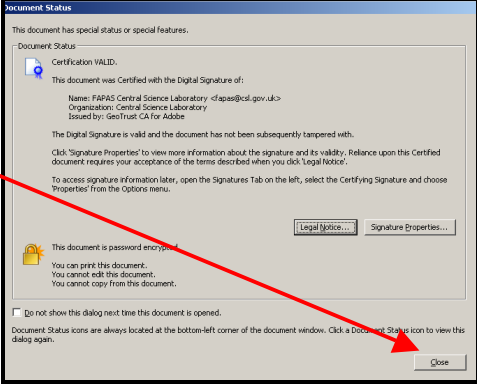 Document Status
This document has special status or special features.
Document Status
Certification VALID.
This document was Certified with the Digital Signature of:
Name: FAPAS Central Science Laboratory <fapas@csl.gov.uk>
Organization: Central Science Laboratory
Issued by: GeoTrust CA for Adobe
The Digital Signature is valid and the document has not been subsequently tampered with.
Click 'Signature Properties' to view more information about the signature and its validity. Reliance upon this Certified
document requires your acceptance of the terms described when you click 'Legal Notice'.
To access signature information later, open the Signatures Tab on the left, select the Certifying Signature and choose
'Properties' from the Options menu.
Legal Notice...
Signature Properties...
This document is password encrypted.
You can print this document.
You cannot edit this document.
You cannot copy from this document.
Do not show this dialog next time this document is opened.
Document Status icons are always located at the bottom-left corner of the document window. Click a Document Status icon to view this
dialog again.
Close